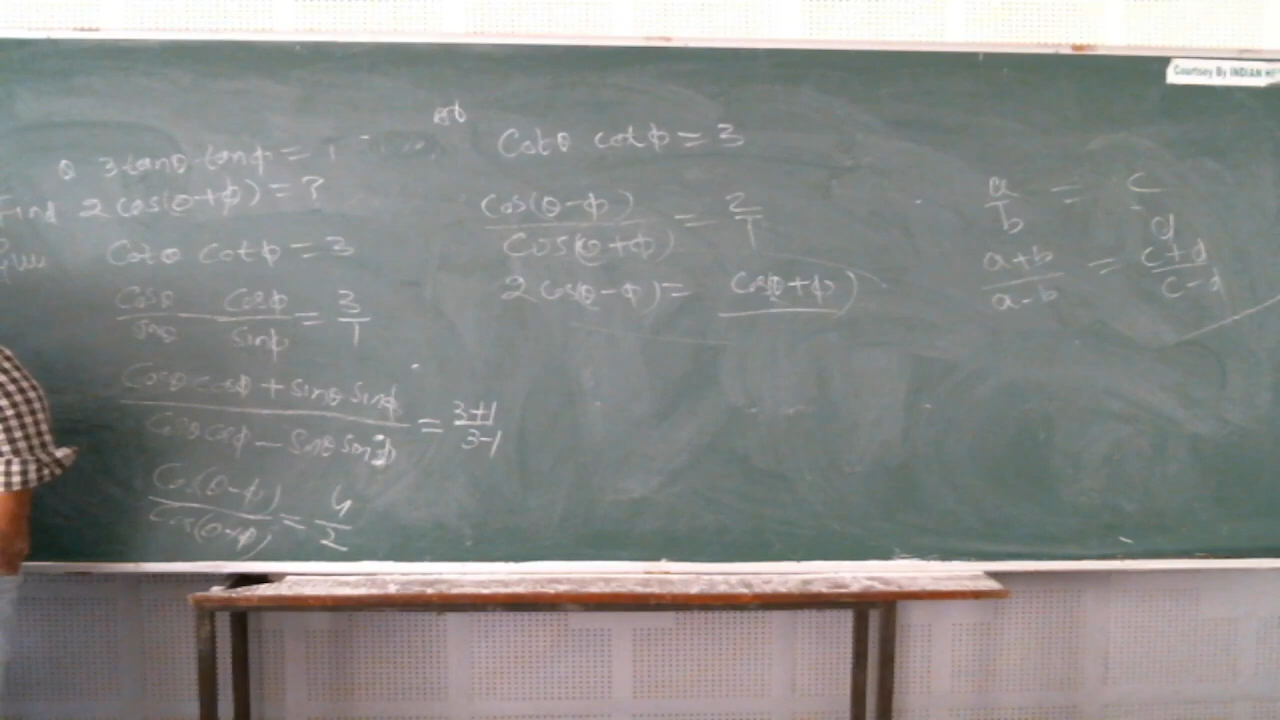 Q 3tanθ·tanϕ = 1
Find 2cos(θ+ϕ) = ?
Cotθ cotϕ = 3
Cosθ Cosϕ / Sinθ Sinϕ = 3/1
Cosθ cosϕ + sinθ sinϕ / Cosθ cosϕ - Sinθ sinϕ = 3+1/3-1
Cos(θ-ϕ) / Cos(θ+ϕ) = 4/2
Cotθ cotϕ = 3
Cos(θ-ϕ) / Cos(θ+ϕ) = 2/1
2cos(θ-ϕ) = cos(θ+ϕ)
a/b = c/d
a+b/a-b = c+d/c-d
Courtsey By INDIAN